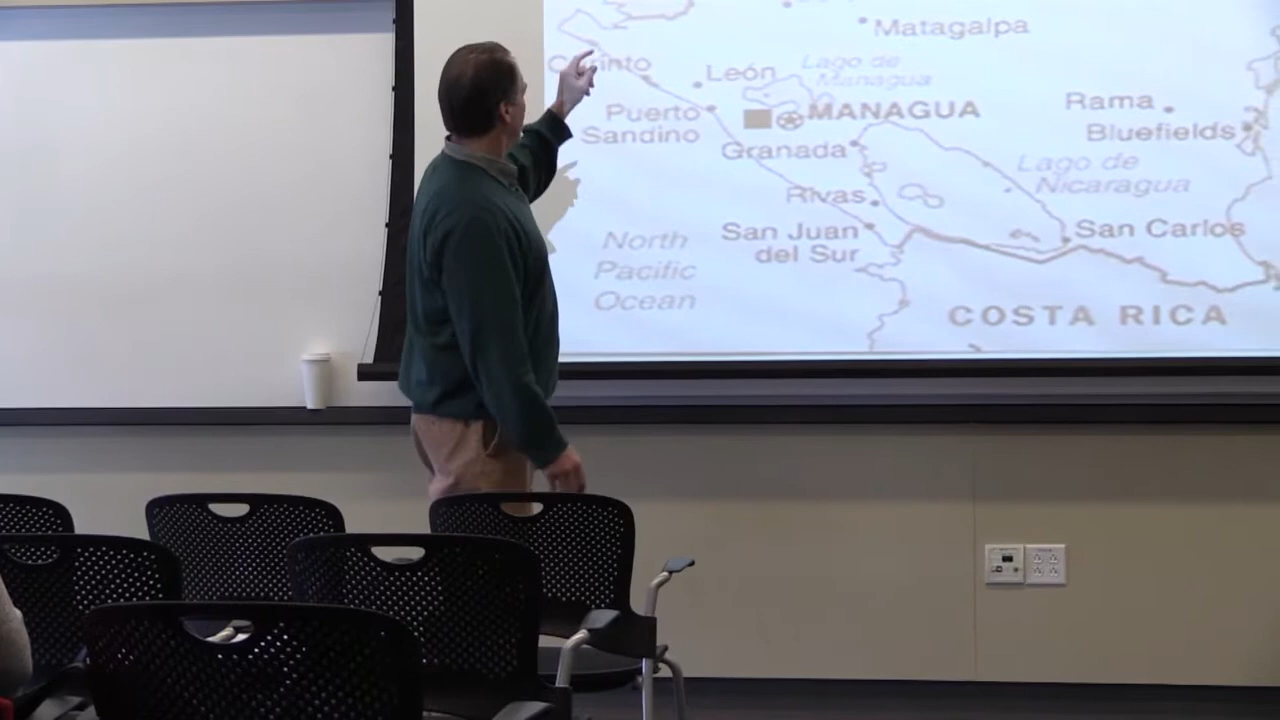 Matagalpa
Corinto
León
Lago de
Managua
Puerto
Sandino
MANAGUA
Rama
Bluefields
Granada
Lago de
Nicaragua
Rivas
San Juan
del Sur
San Carlos
North
Pacific
Ocean
COSTA RICA